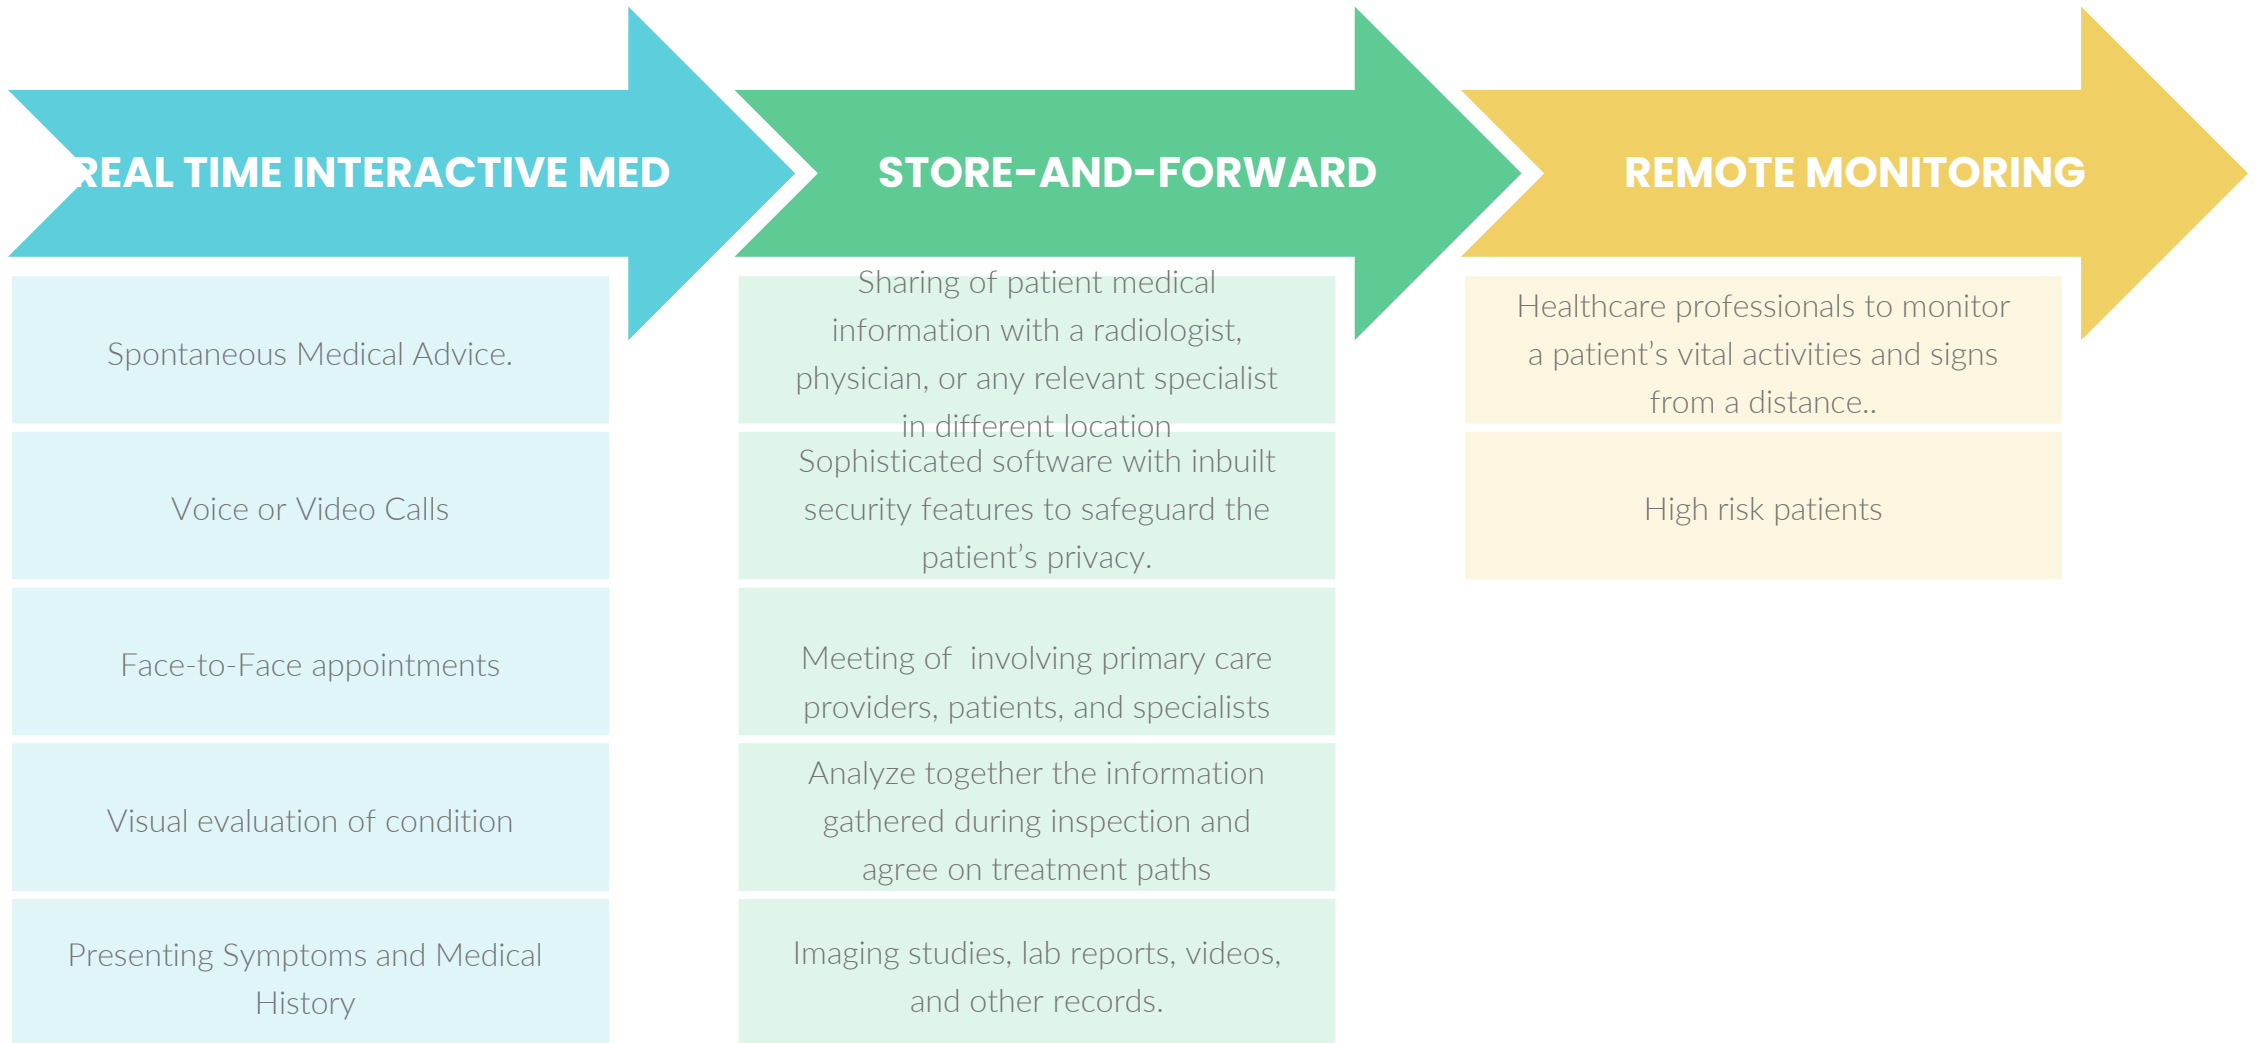 REAL TIME INTERACTIVE MED
STORE-AND-FORWARD
REMOTE MONITORING
Spontaneous Medical Advice.
Voice or Video Calls
Face-to-Face appointments
Visual evaluation of condition
Presenting Symptoms and Medical
History
Sharing of patient medical
information with a radiologist,
physician, or any relevant specialist
in different location
Sophisticated software with inbuilt
security features to safeguard the
patient’s privacy.
Meeting of  involving primary care
providers, patients, and specialists
Analyze together the information
gathered during inspection and
agree on treatment paths
Imaging studies, lab reports, videos,
and other records.
Healthcare professionals to monitor
a patient’s vital activities and signs
from a distance..
High risk patients